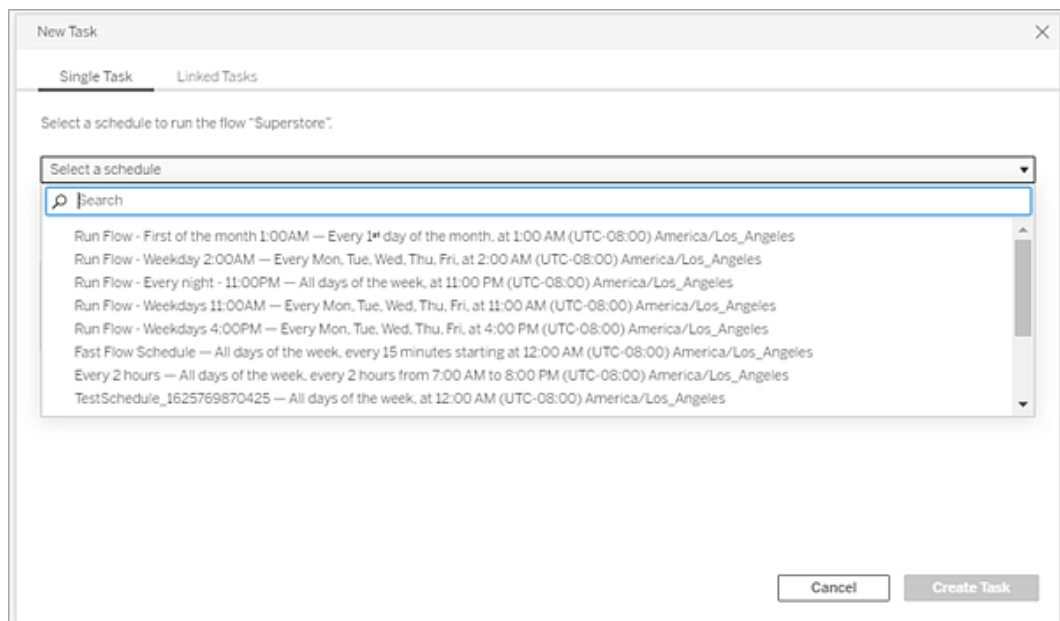 New Task
Single Task Linked Tasks
Select a schedule to run the flow "Superstore".
Select a schedule
Search
Run Flow - First of the month 1:00AM — Every 1st day of the month, at 1:00 AM (UTC-08:00) America/Los_Angeles
Run Flow - Weekday 2:00AM — Every Mon, Tue, Wed, Thu, Fri, at 2:00 AM (UTC-08:00) America/Los_Angeles
Run Flow - Every night - 11:00PM — All days of the week, at 11:00 PM (UTC-08:00) America/Los_Angeles
Run Flow - Weekdays 11:00AM — Every Mon, Tue, Wed, Thu, Fri, at 11:00 AM (UTC-08:00) America/Los_Angeles
Run Flow - Weekdays 4:00PM — Every Mon, Tue, Wed, Thu, Fri, at 4:00 PM (UTC-08:00) America/Los_Angeles
Fast Flow Schedule — All days of the week, every 15 minutes starting at 12:00 AM (UTC-08:00) America/Los_Angeles
Every 2 hours — All days of the week, every 2 hours from 7:00 AM to 8:00 PM (UTC-08:00) America/Los_Angeles
TestSchedule_1625769870425 — All days of the week, at 12:00 AM (UTC-08:00) America/Los_Angeles
Cancel Create Task